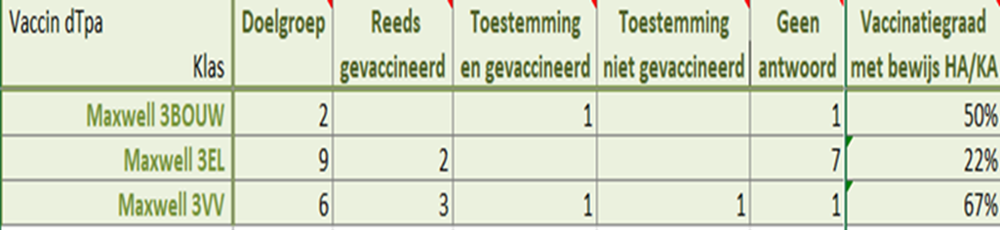 Vaccin dTpa Doelgroep Reeds Toestemming Toestemming Geen Vaccinatiegraad
Klas gevaccineerd en gevaccineerd niet gevaccineerd antwoord met bewijs HA/KA
Maxwell 3BOUW 2 1 1 50%
Maxwell 3EL 9 2 7 22%
Maxwell 3VV 6 3 1 1 1 67%